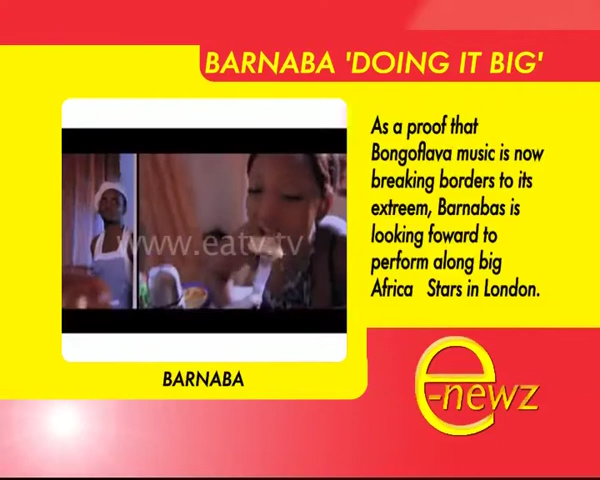 BARNABA 'DOING IT BIG'
As a proof that
Bongoflava music is now
breaking borders to its
extreem, Barnabas is
looking foward to
perform along big
Africa Stars in London.
www.eatv.tv
BARNABA
e-newz